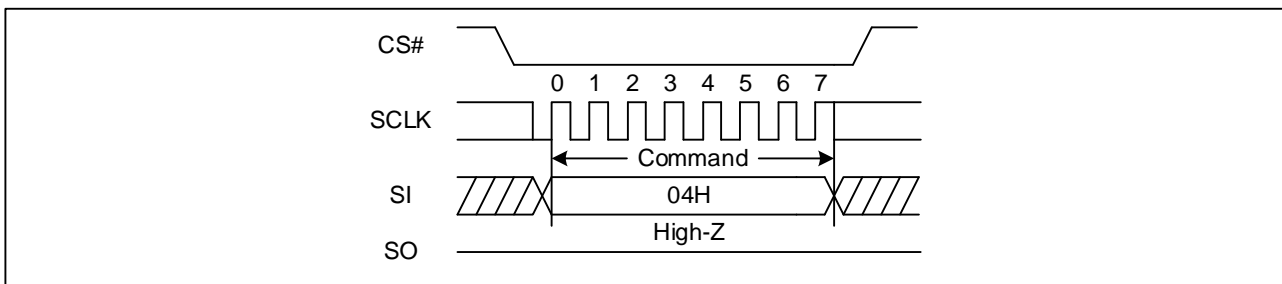 CS#
0 1 2 3 4 5 6 7
SCLK
Command
SI
04H
High-Z
SO